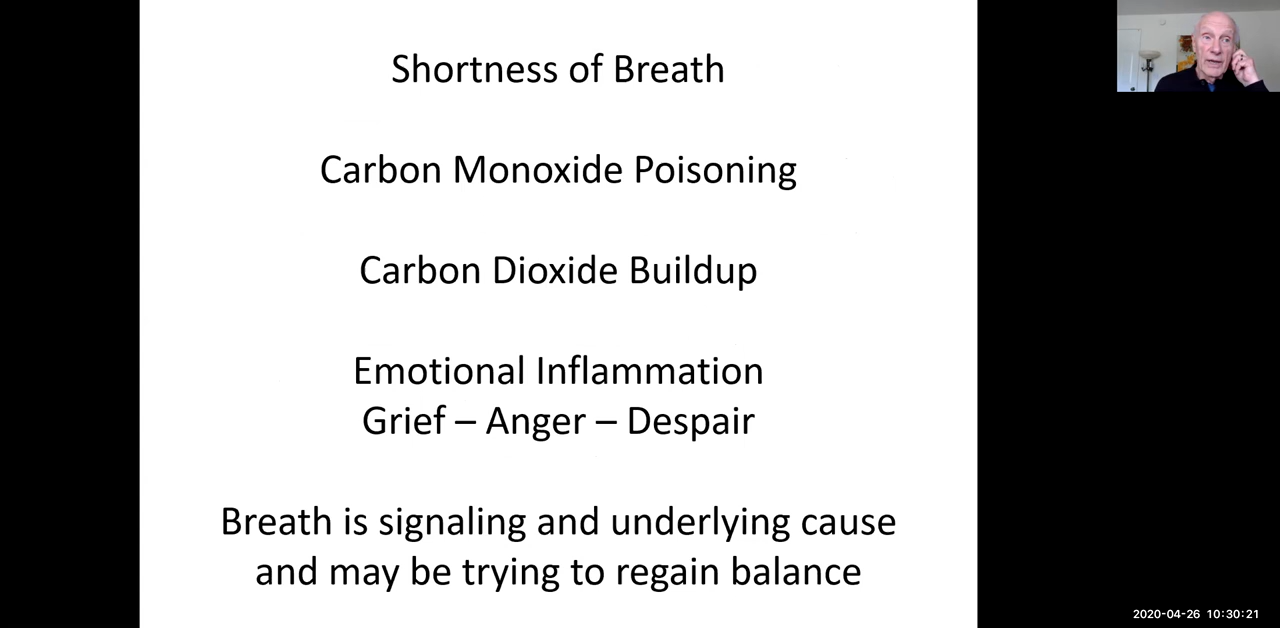 Shortness of Breath
Carbon Monoxide Poisoning
Carbon Dioxide Buildup
Emotional Inflammation
Grief – Anger – Despair
Breath is signaling and underlying cause
and may be trying to regain balance
2020-04-26 10:30:21